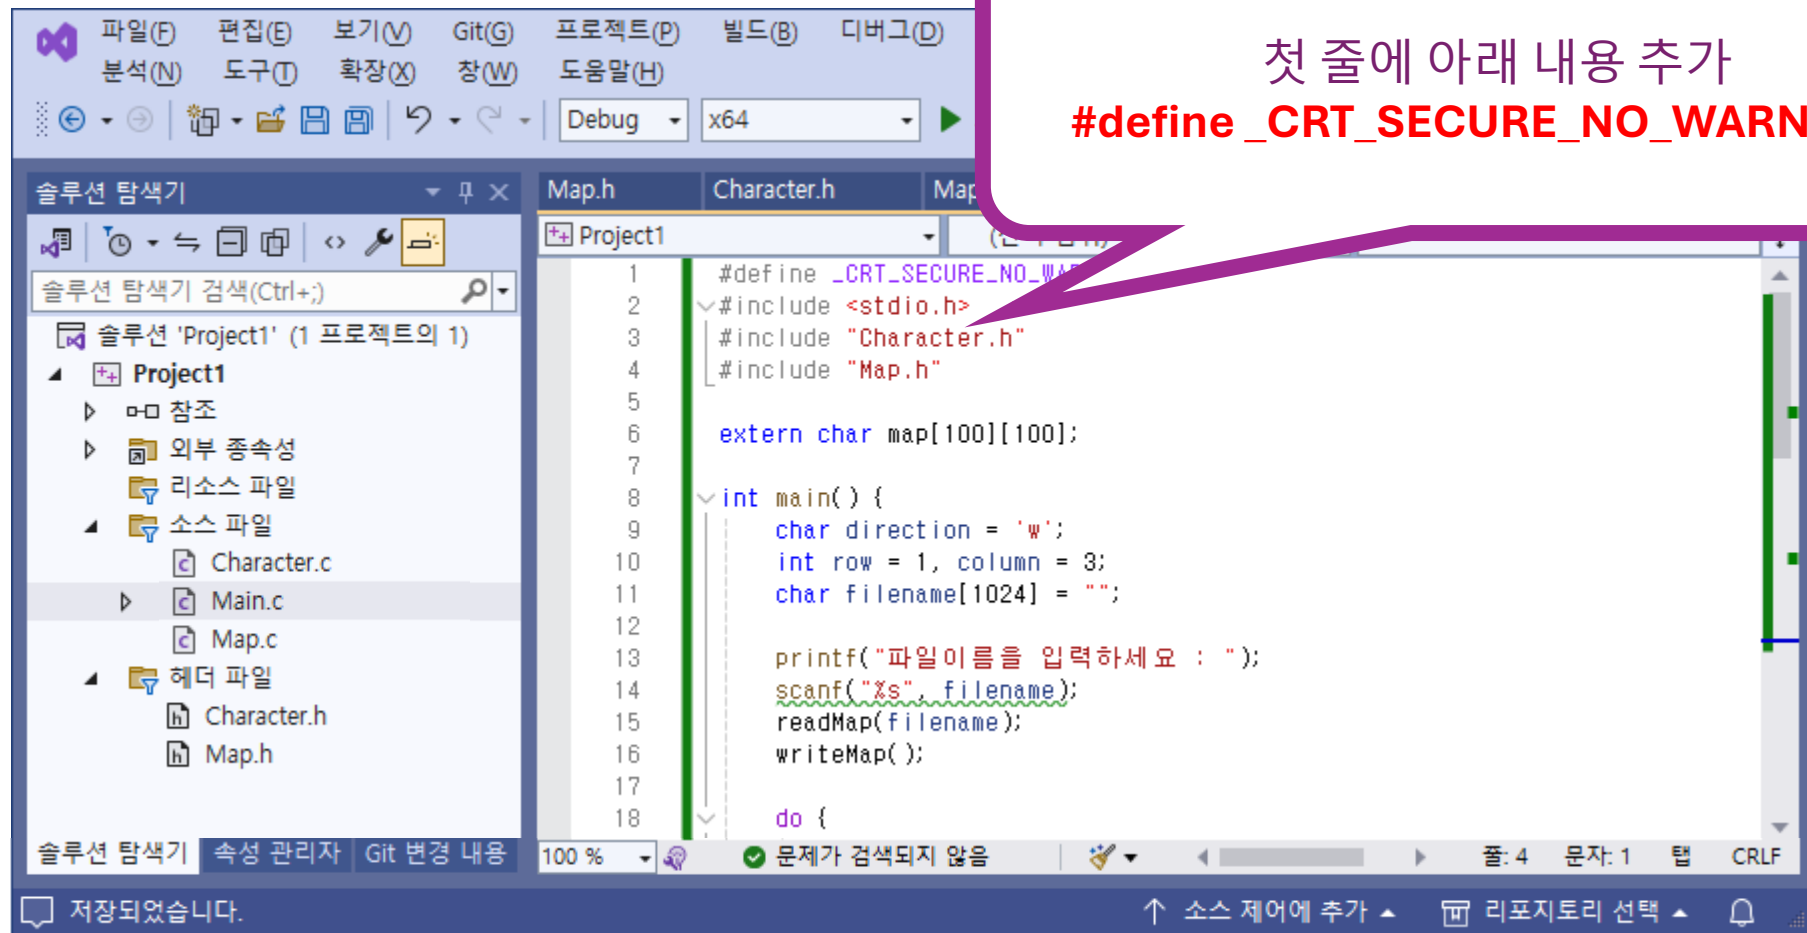 파일(F) 편집(E) 보기(V) Git(G) 프로젝트(P) 빌드(B) 디버그(D)
분석(N) 도구(T) 확장(X) 창(W) 도움말(H)
Debug x64
첫 줄에 아래 내용 추가
#define _CRT_SECURE_NO_WARN
솔루션 탐색기
솔루션 탐색기 검색(Ctrl+;)
솔루션 'Project1' (1 프로젝트의 1)
Project1
참조
외부 종속성
리소스 파일
소스 파일
Character.c
Main.c
Map.c
헤더 파일
Character.h
Map.h
솔루션 탐색기 속성 관리자 Git 변경 내용
Map.h Character.h Map
Project1
1 #define _CRT_SECURE_NO_WAR
2 #include <stdio.h>
3 #include "Character.h"
4 #include "Map.h"
5
6 extern char map[100][100];
7
8 int main() {
9 char direction = 'w';
10 int row = 1, column = 3;
11 char filename[1024] = "";
12
13 printf("파일이름을 입력하세요 : ");
14 scanf("%s", filename);
15 readMap(filename);
16 writeMap();
17
18 do {
100 % 문제가 검색되지 않음 줄: 4 문자: 1 탭 CRLF
저장되었습니다. 소스 제어에 추가 리포지토리 선택